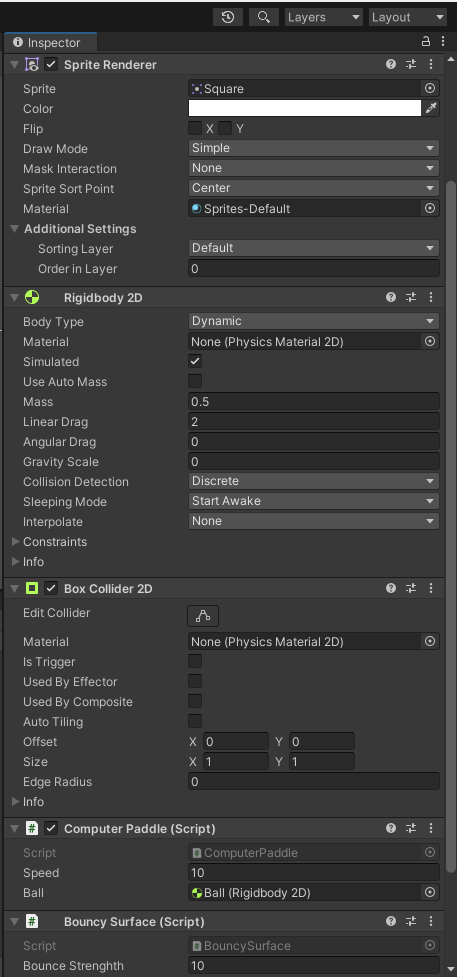 Layers Layout
Inspector
Sprite Renderer
Sprite Square
Color
Flip X Y
Draw Mode Simple
Mask Interaction None
Sprite Sort Point Center
Material Sprites-Default
Additional Settings
Sorting Layer Default
Order in Layer 0
Rigidbody 2D
Body Type Dynamic
Material None (Physics Material 2D)
Simulated
Use Auto Mass
Mass 0.5
Linear Drag 2
Angular Drag 0
Gravity Scale 0
Collision Detection Discrete
Sleeping Mode Start Awake
Interpolate None
Constraints
Info
Box Collider 2D
Edit Collider
Material None (Physics Material 2D)
Is Trigger
Used By Effector
Used By Composite
Auto Tiling
Offset X 0 Y 0
Size X 1 Y 1
Edge Radius 0
Info
# Computer Paddle (Script)
Script # ComputerPaddle
Speed 10
Ball Ball (Rigidbody 2D)
# Bouncy Surface (Script)
Script # BouncySurface
Bounce Strenghth 10